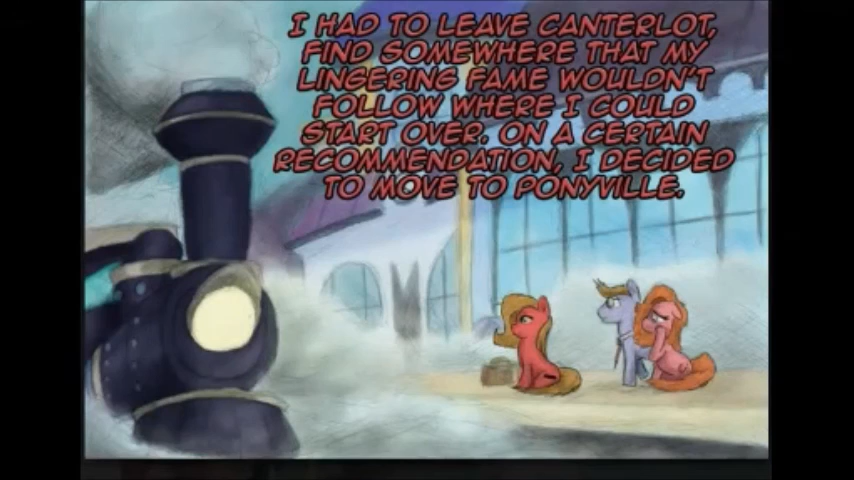 I HAD TO LEAVE CANTERLOT,
FIND SOMEWHERE THAT MY
LINGERING FAME WOULDN'T
FOLLOW WHERE I COULD
START OVER. ON A CERTAIN
RECOMMENDATION, I DECIDED
TO MOVE TO PONYVILLE.